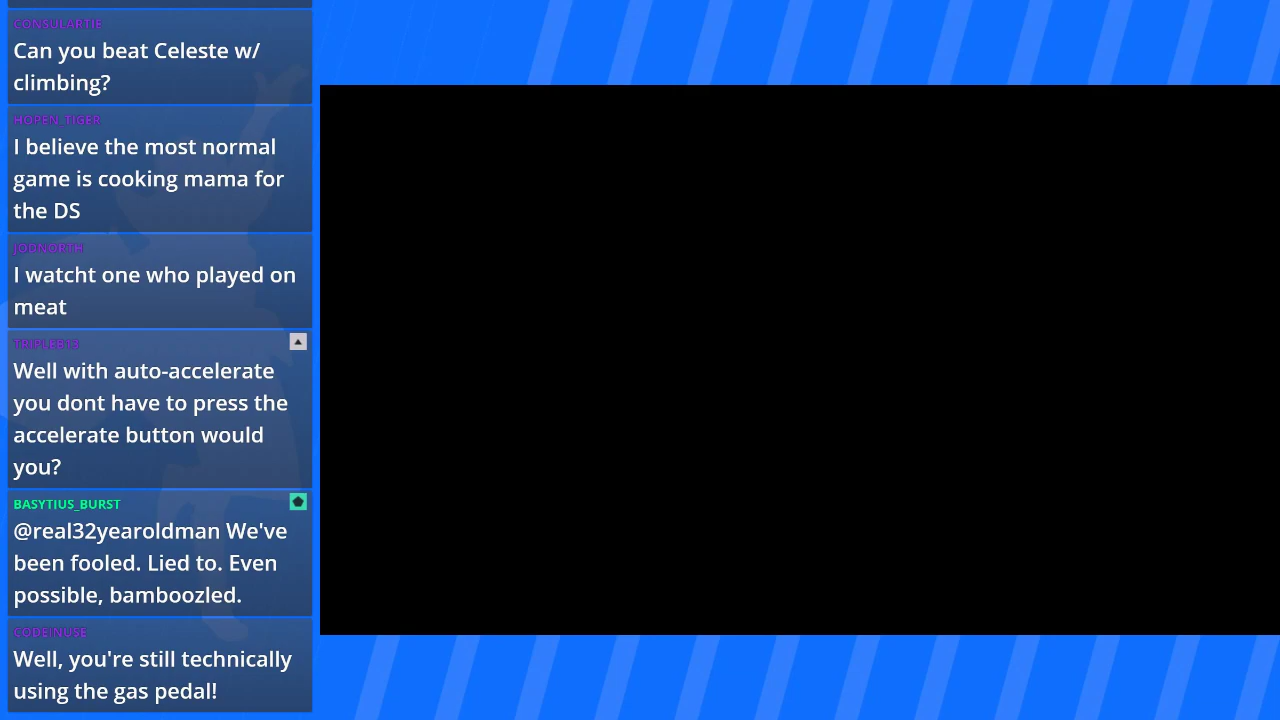 CONSULARTIE
Can you beat Celeste w/
climbing?
HOPEN_TIGER
I believe the most normal
game is cooking mama for
the DS
JODNORTH
I watcht one who played on
meat
Well with auto-accelerate
you dont have to press the
accelerate button would
you?
BASYTIUS_BURST
@real32yearoldman We've
been fooled. Lied to. Even
possible, bamboozled.
CODEINUSE
Well, you're still technically
using the gas pedal!